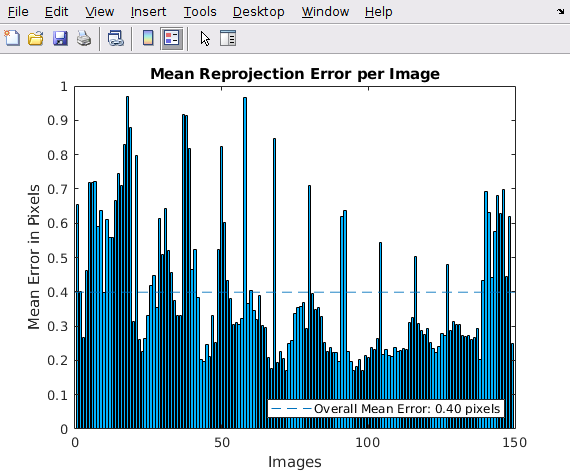 File Edit View Insert Tools Desktop Window Help
Mean Reprojection Error per Image
1
0.9
0.8
0.7
0.6
0.5
0.4
0.3
0.2
0.1
0
Mean Error in Pixels
Overall Mean Error: 0.40 pixels
0 50 100 150
Images